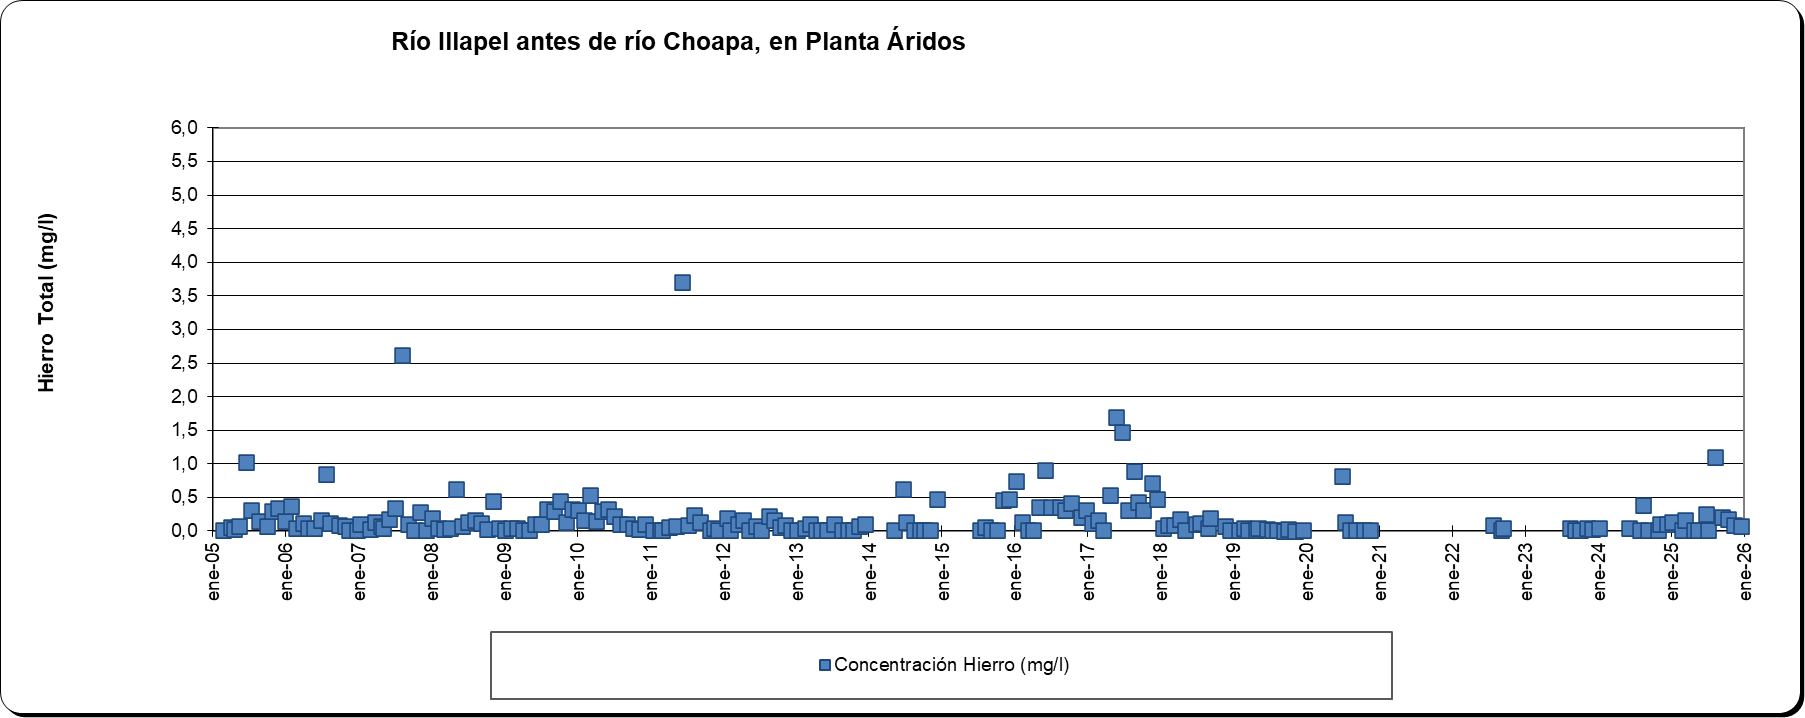 Río Illapel antes de río Choapa, en Planta Áridos
Hierro Total (mg/l)
6,0
5,5
5,0
4,5
4,0
3,5
3,0
2,5
2,0
1,5
1,0
0,5
0,0
ene-05
ene-06
ene-07
ene-08
ene-09
ene-10
ene-11
ene-12
ene-13
ene-14
ene-15
ene-16
ene-17
ene-18
ene-19
ene-20
ene-21
ene-22
ene-23
ene-24
ene-25
ene-26
Concentración Hierro (mg/l)